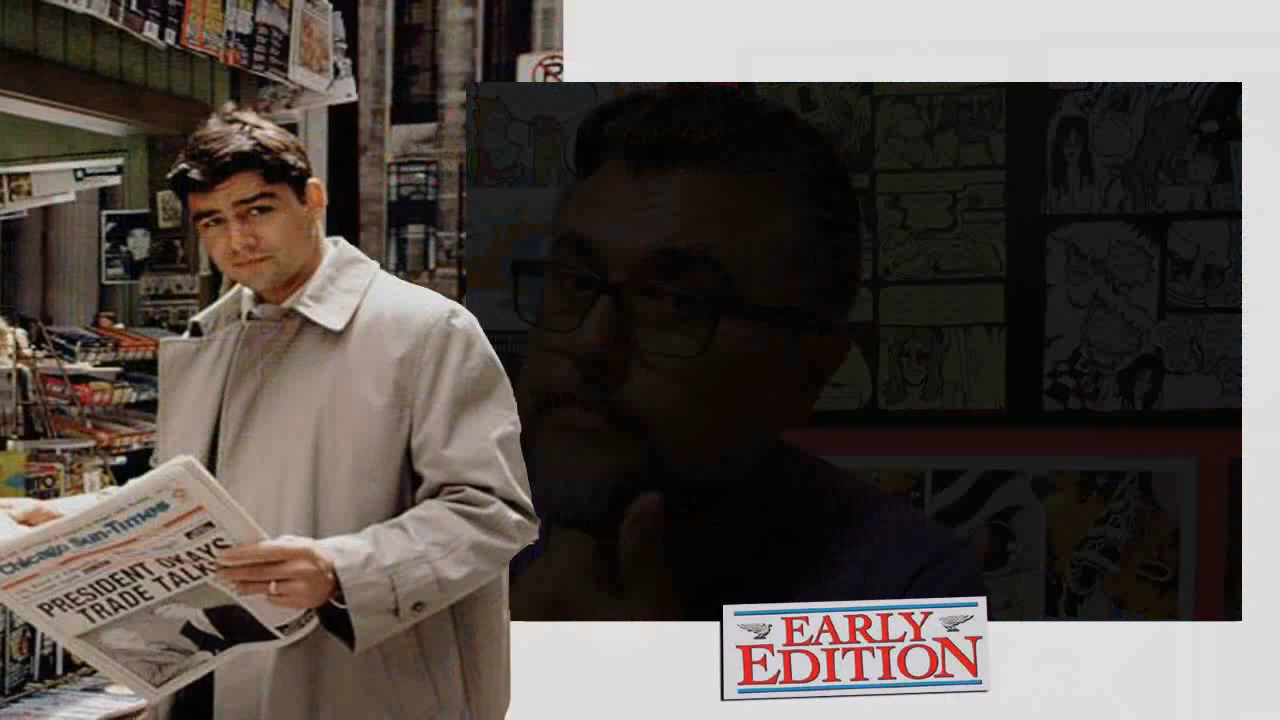 Chicago Sun-Times
PRESIDENT OKAYS
TRADE TALKS
EARLY
EDITION